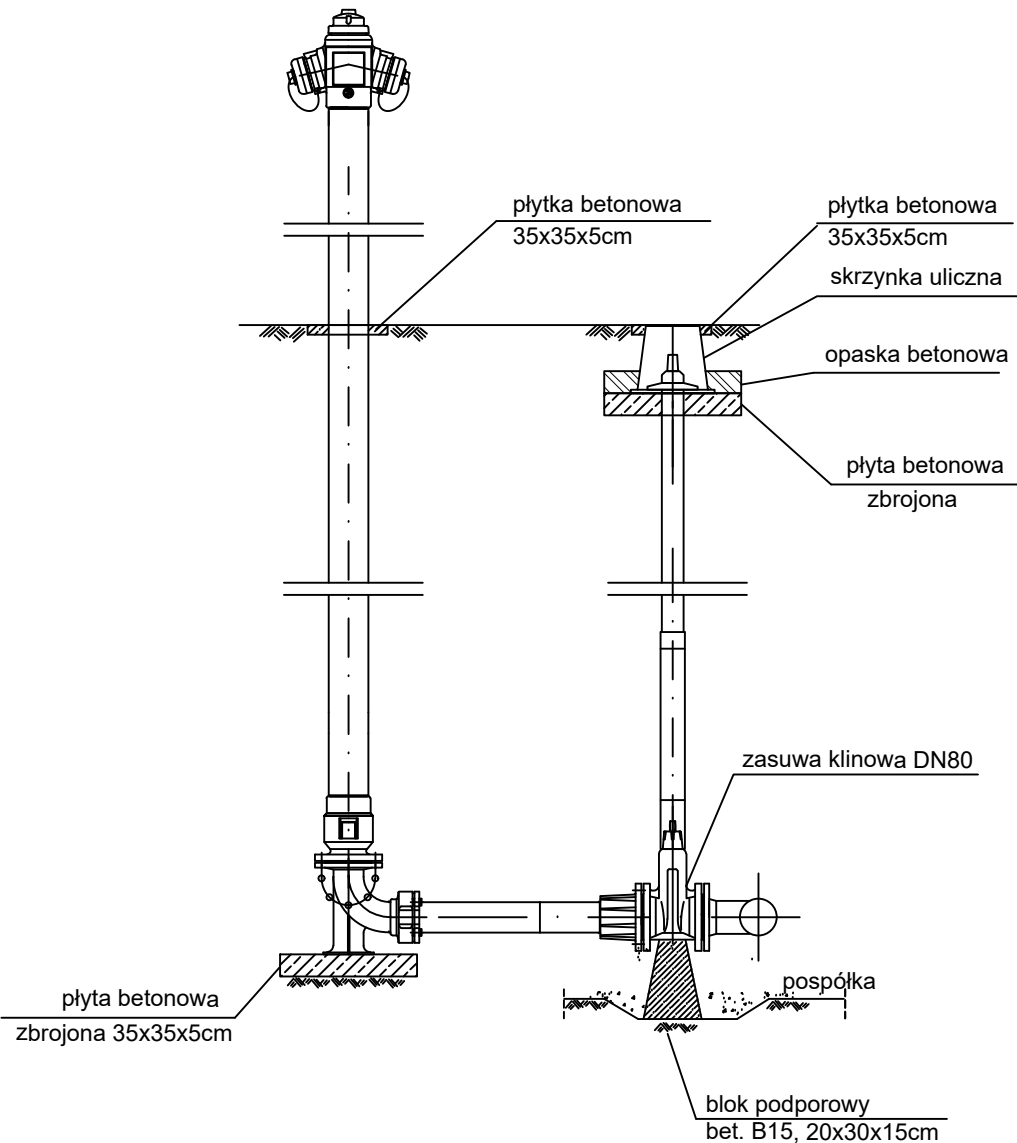 płytka betonowa
35x35x5cm
płytka betonowa
35x35x5cm
skrzynka uliczna
opaska betonowa
płyta betonowa
zbrojona
zasuwa klinowa DN80
pospółka
płyta betonowa
zbrojona 35x35x5cm
blok podporowy
bet. B15, 20x30x15cm